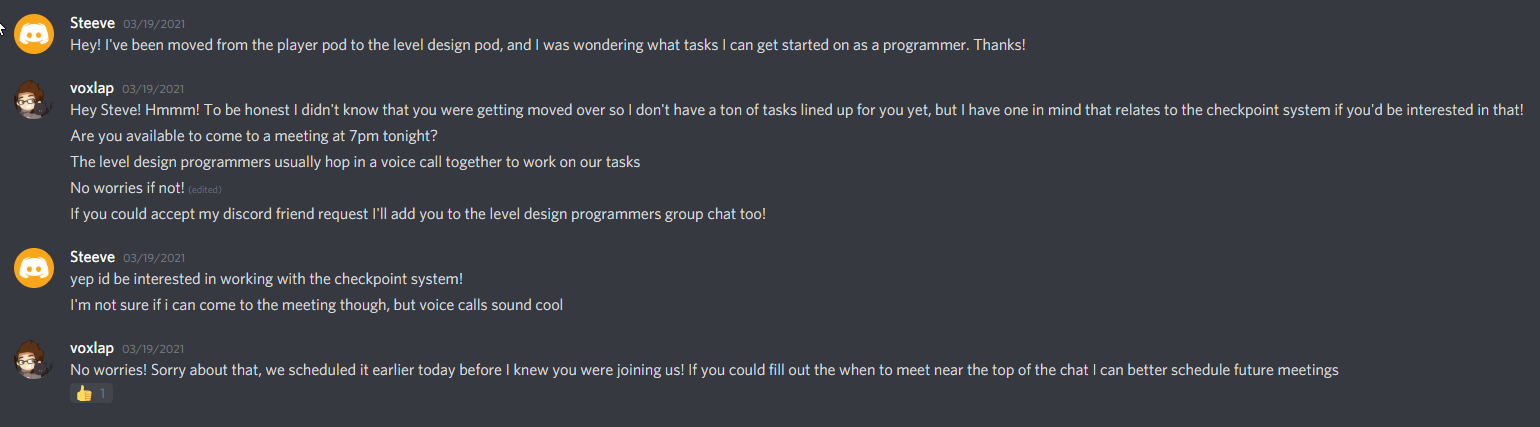 Steeve 03/19/2021
Hey! I've been moved from the player pod to the level design pod, and I was wondering what tasks I can get started on as a programmer. Thanks!
voxlap 03/19/2021
Hey Steve! Hmmm! To be honest I didn't know that you were getting moved over so I don't have a ton of tasks lined up for you yet, but I have one in mind that relates to the checkpoint system if you'd be interested in that!
Are you available to come to a meeting at 7pm tonight?
The level design programmers usually hop in a voice call together to work on our tasks
No worries if not! (edited)
If you could accept my discord friend request I'll add you to the level design programmers group chat too!
Steeve 03/19/2021
yep id be interested in working with the checkpoint system!
I'm not sure if i can come to the meeting though, but voice calls sound cool
voxlap 03/19/2021
No worries! Sorry about that, we scheduled it earlier today before I knew you were joining us! If you could fill out the when to meet near the top of the chat I can better schedule future meetings
👍 1